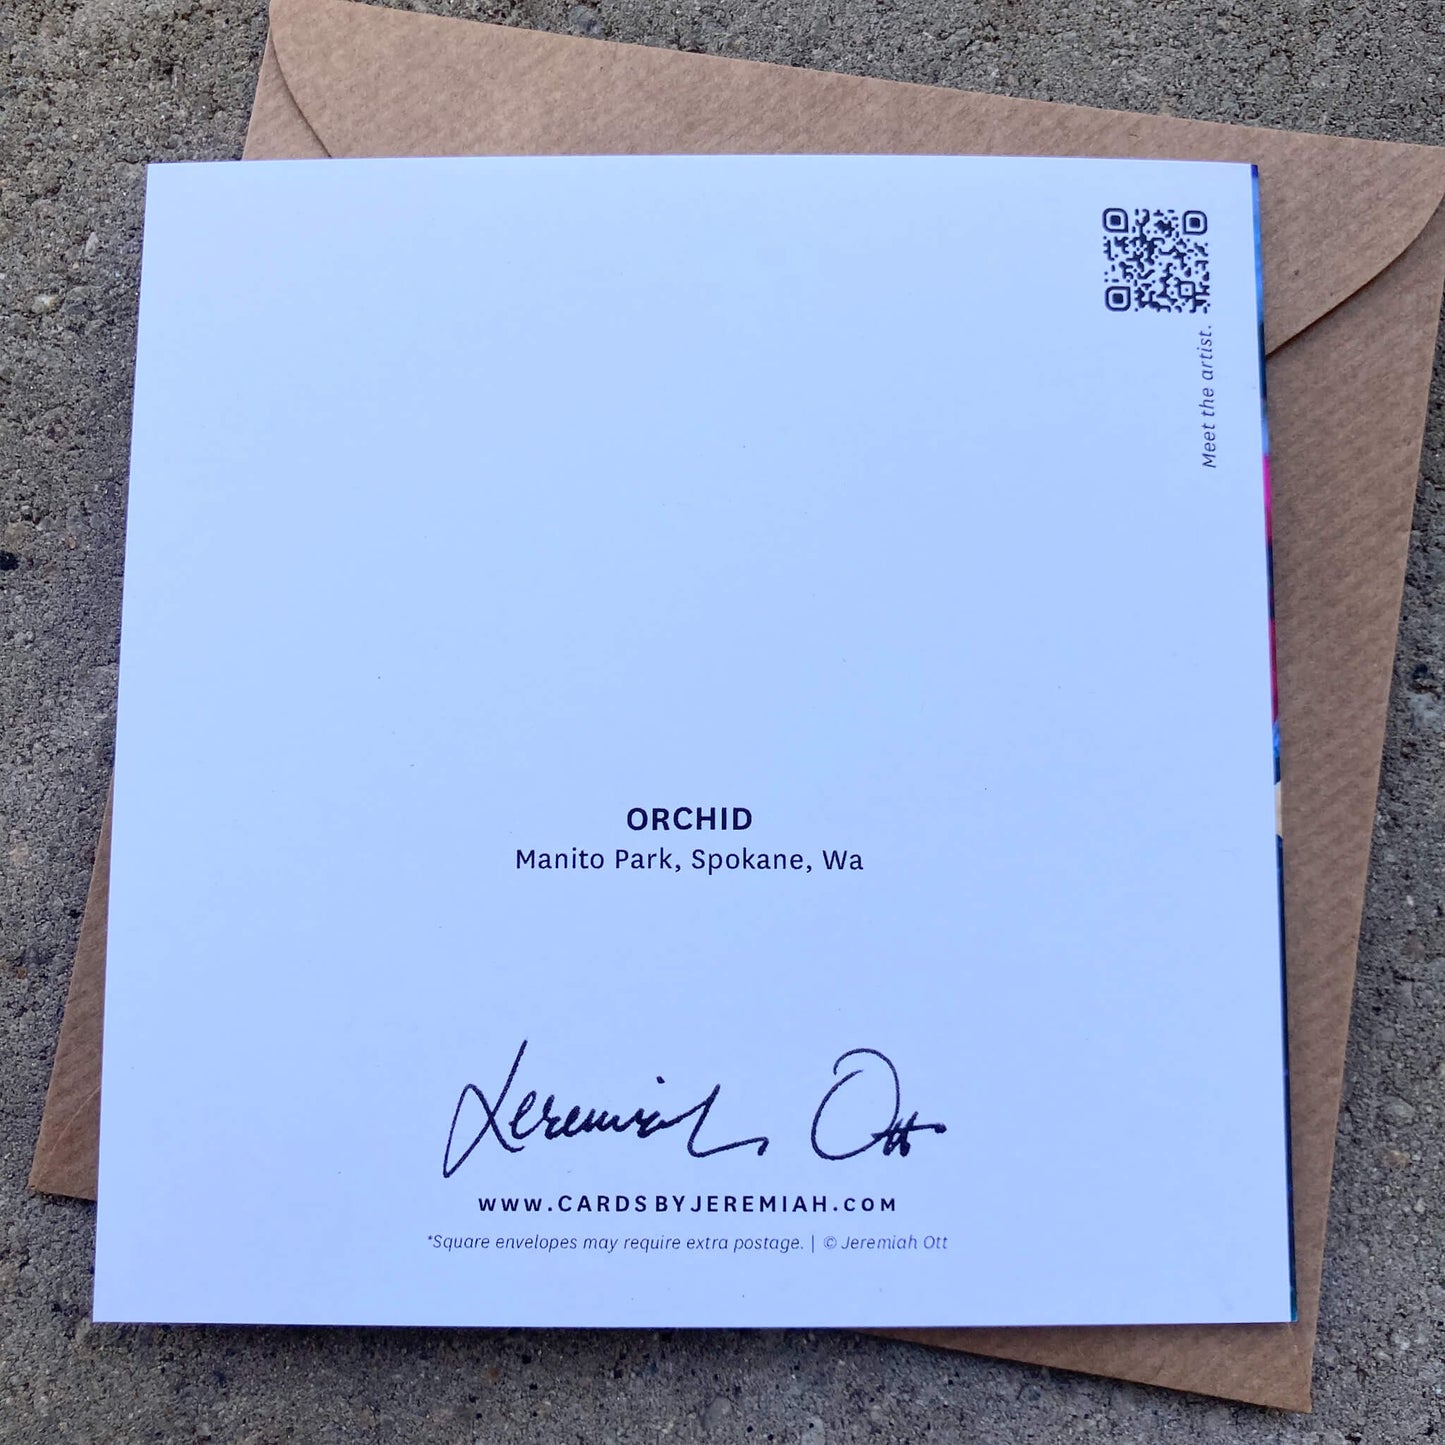 Meet the artist.
ORCHID
Manito Park, Spokane, Wa
Jeremiah Ott
www.CARDSBYJEREMIAH.com
*Square envelopes may require extra postage. | © Jeremiah Ott